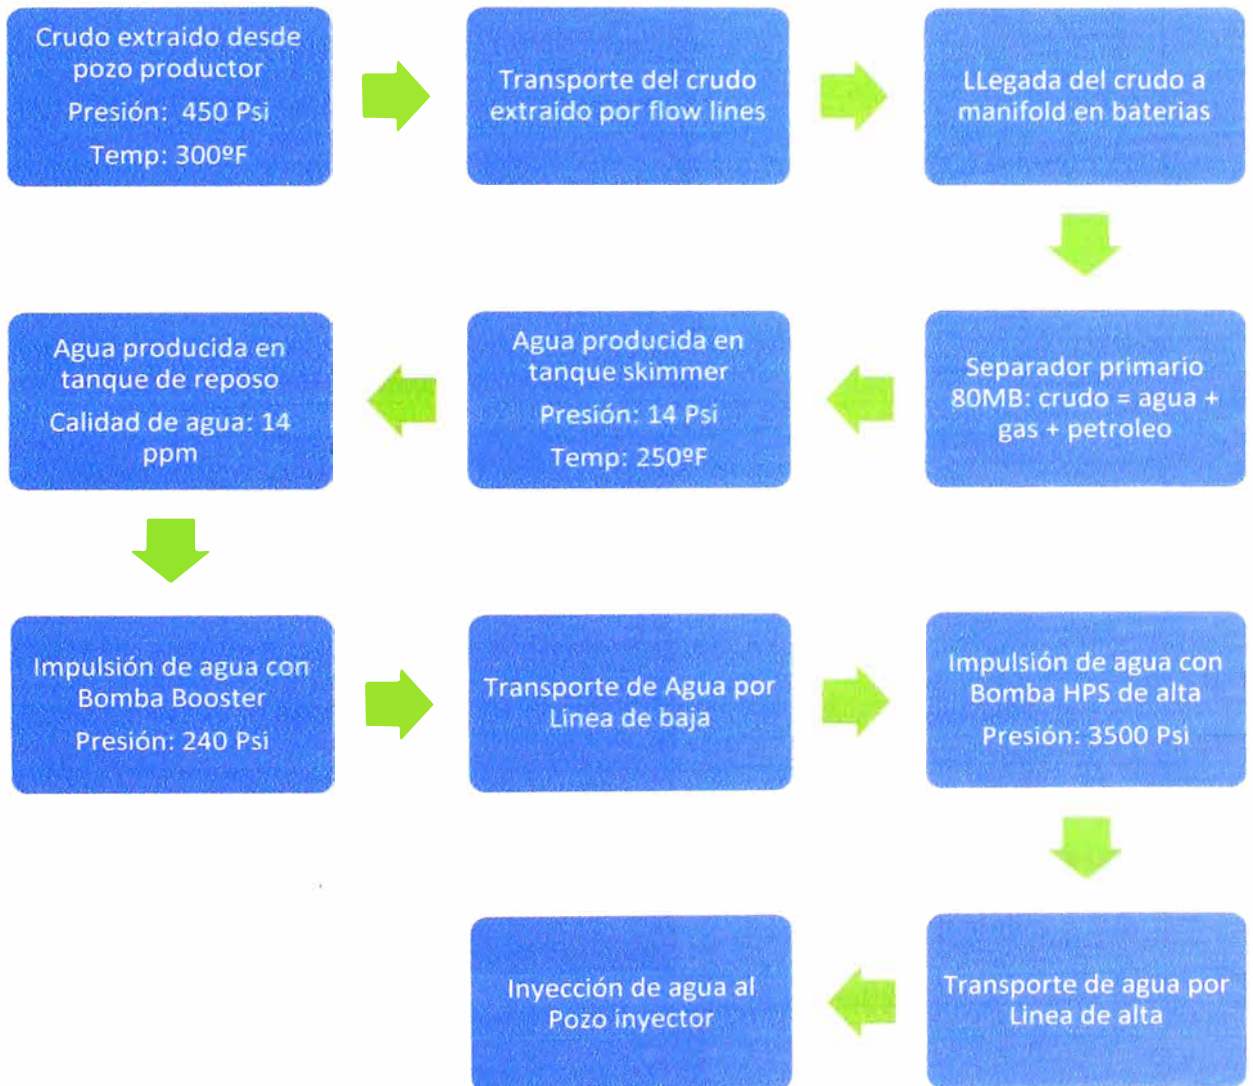 Crudo extraido desde
pozo productor
Presión: 450 Psi
Temp: 300ºF
Transporte del crudo
extraído por flow lines
LLegada del crudo a
manifold en baterias
Separador primario
80MB: crudo = agua +
gas + petroleo
Agua producida en
tanque skimmer
Presión: 14 Psi
Temp: 250ºF
Agua producida en
tanque de reposo
Calidad de agua: 14
ppm
Impulsión de agua con
Bomba Booster
Presión: 240 Psi
Transporte de Agua por
Linea de baja
Impulsión de agua con
Bomba HPS de alta
Presión: 3500 Psi
Transporte de agua por
Linea de alta
Inyección de agua al
Pozo inyector